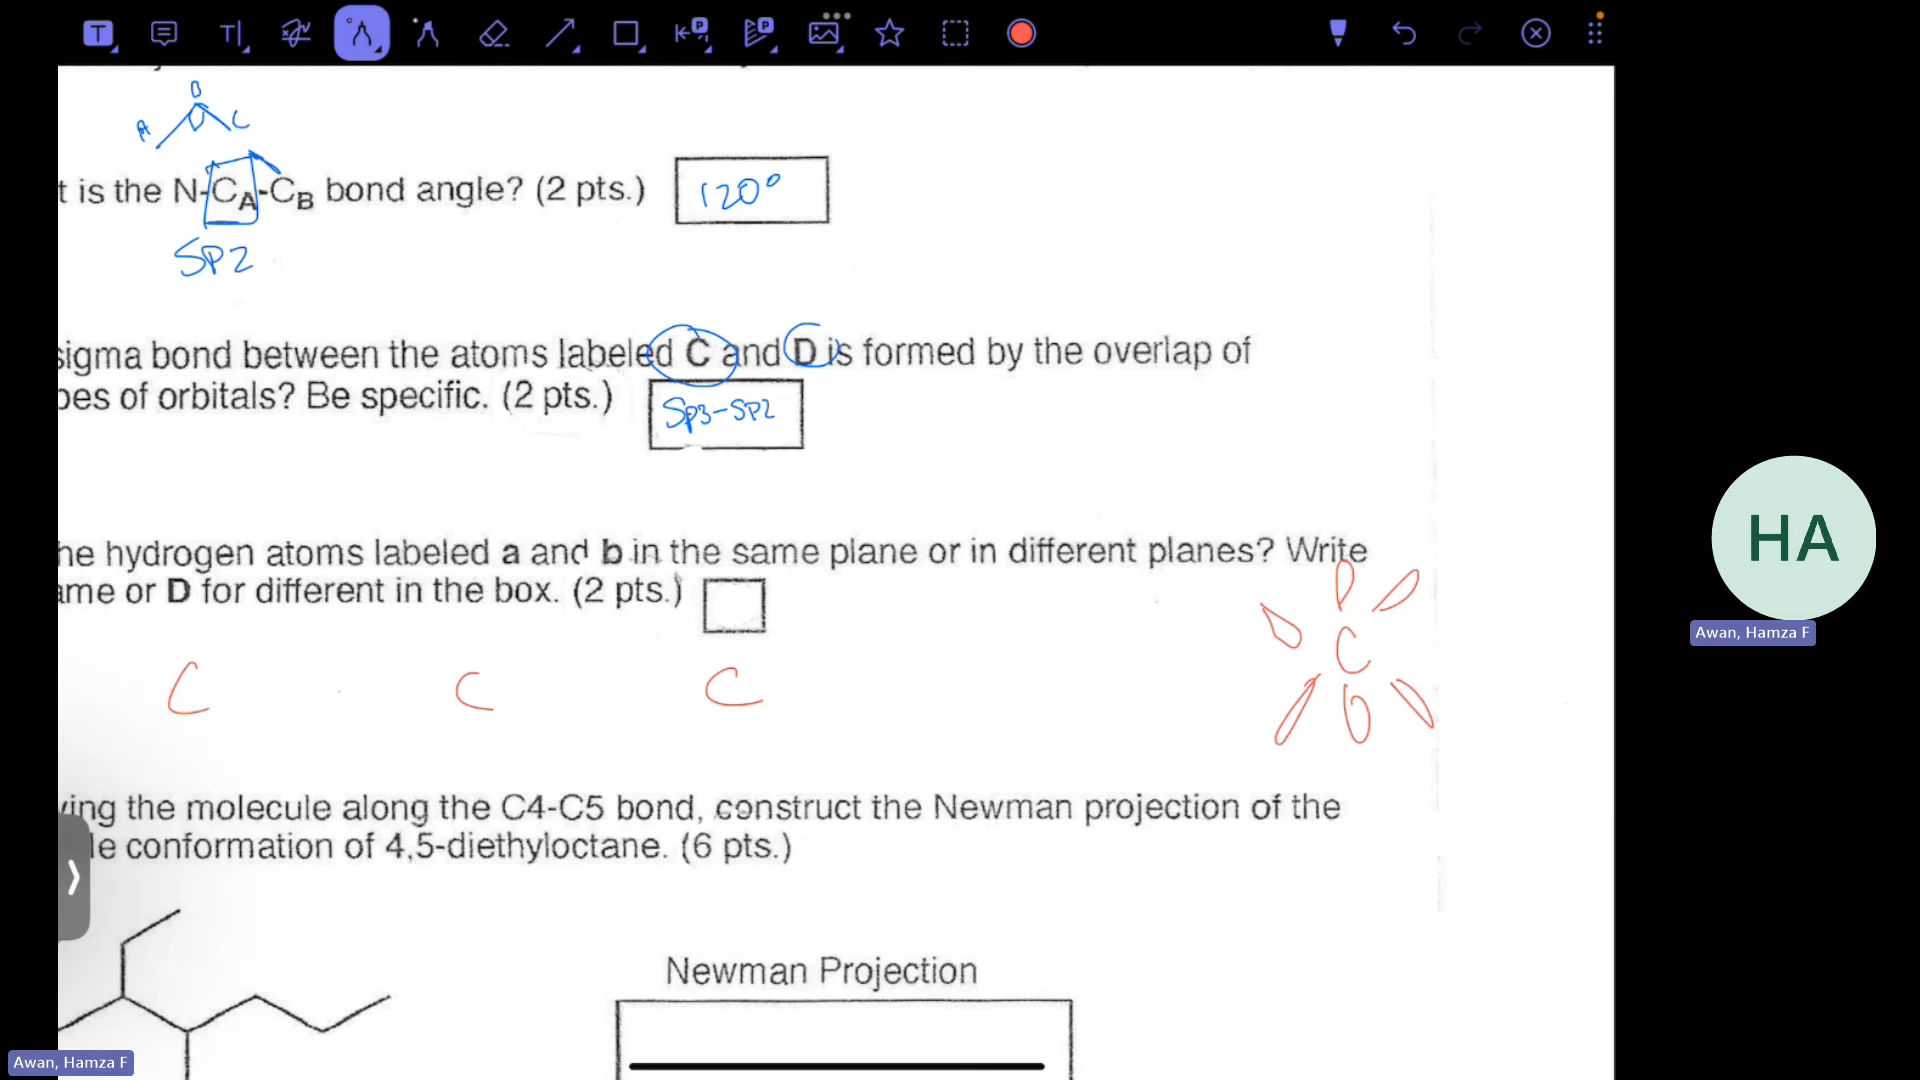 B
A
C
t is the N-CA-CB bond angle? (2 pts.)
120°
SP2
sigma bond between the atoms labeled C and D is formed by the overlap of
pes of orbitals? Be specific. (2 pts.)
Sp3-SP2
he hydrogen atoms labeled a and b in the same plane or in different planes? Write
ame or D for different in the box. (2 pts.)
C C C C
ving the molecule along the C4-C5 bond, construct the Newman projection of the
le conformation of 4,5-diethyloctane. (6 pts.)
Newman Projection
HA
Awan, Hamza F
Awan, Hamza F